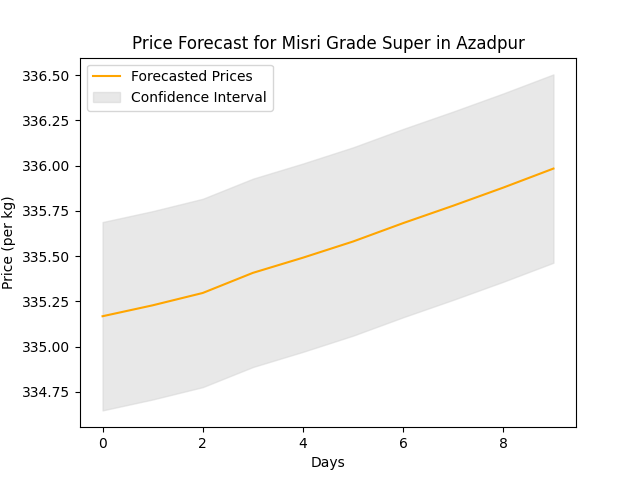 Price Forecast for Misri Grade Super in Azadpur
Forecasted Prices
Confidence Interval
Price (per kg)
336.50
336.25
336.00
335.75
335.50
335.25
335.00
334.75
0 2 4 6 8
Days